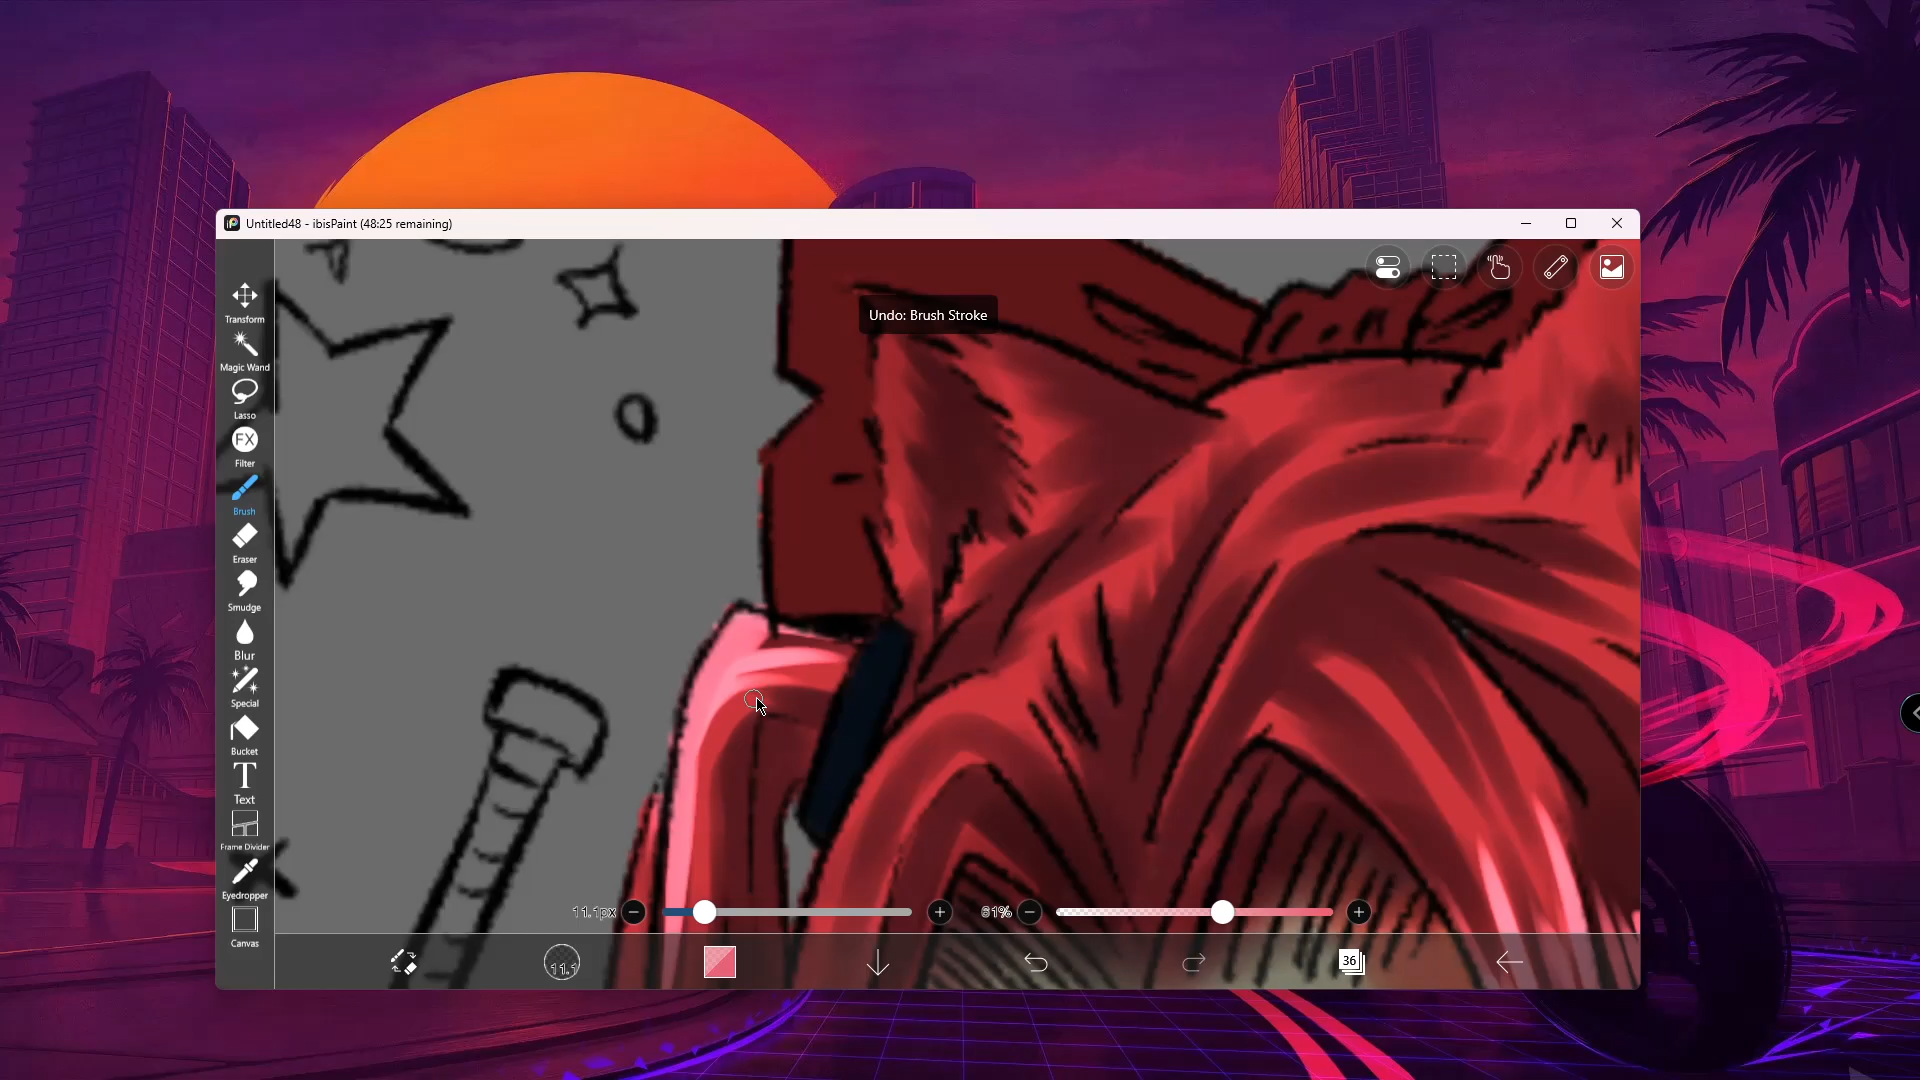 Untitled48 - ibisPaint (48:25 remaining)
Undo: Brush Stroke
Transform
Magic Wand
Lasso
FX
Filter
Brush
Eraser
Smudge
Blur
Special
Bucket
T
Text
Frame Divider
Eyedropper
Canvas
11.1px
61%
11.1
36